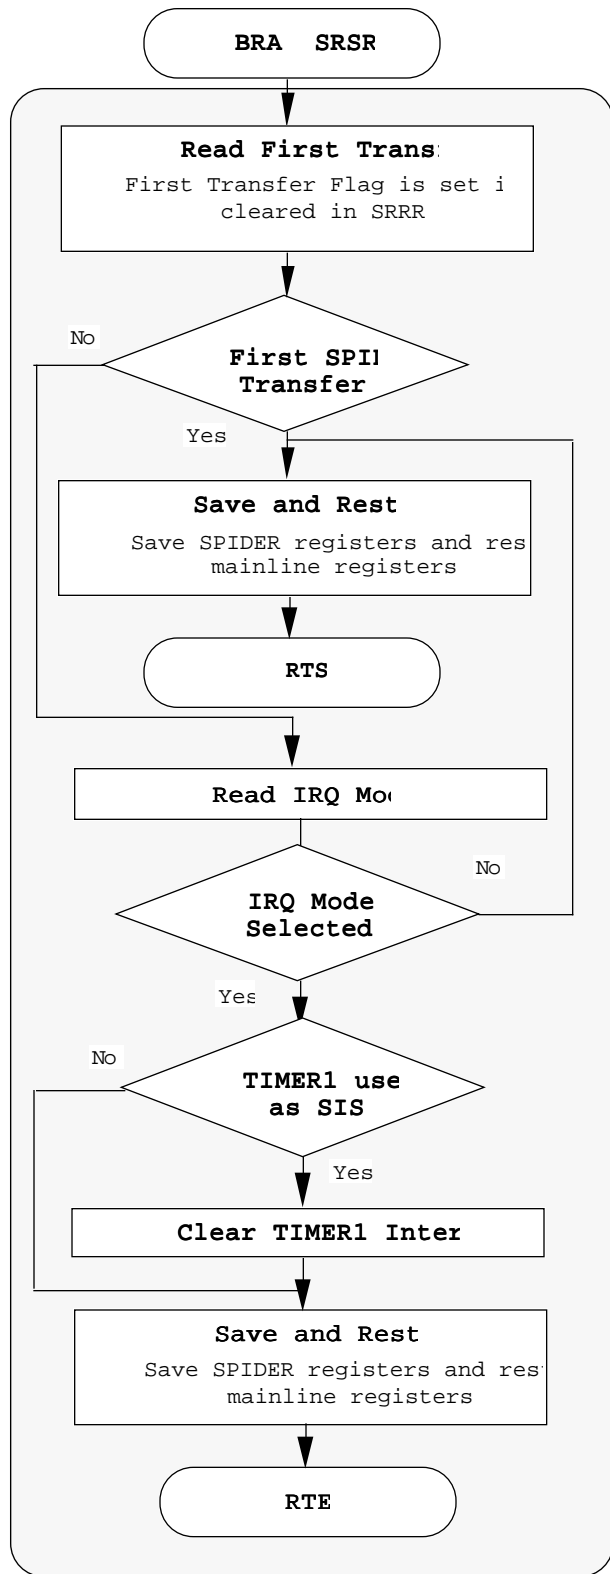 BRA SRSR
Read First Trans
First Transfer Flag is set i
cleared in SRRR
No
First SPI
Transfer
Yes
Save and Rest
Save SPIDER registers and res
mainline registers
RTS
Read IRQ Mo
No
IRQ Mode
Selected
Yes
No
TIMER1 use
as SIS
Yes
Clear TIMER1 Inter
Save and Rest
Save SPIDER registers and res
mainline registers
RTE